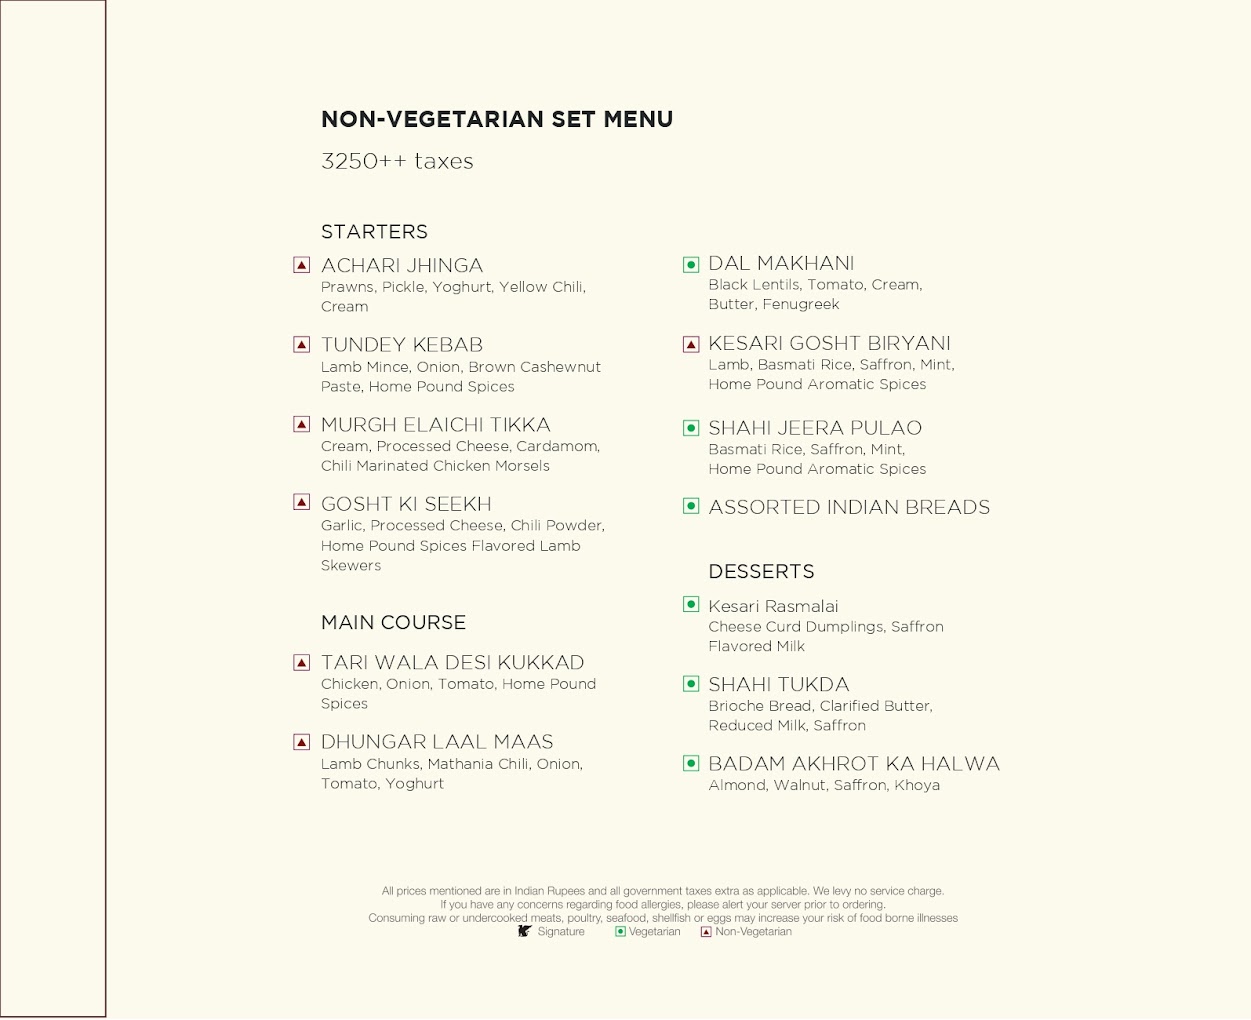 NON-VEGETARIAN SET MENU
3250++ taxes
STARTERS
ACHARI JHINGA
Prawns, Pickle, Yoghurt, Yellow Chili,
Cream
TUNDEY KEBAB
Lamb Mince, Onion, Brown Cashewnut
Paste, Home Pound Spices
MURGH ELAICHI TIKKA
Cream, Processed Cheese, Cardamom,
Chili Marinated Chicken Morsels
GOSHT KI SEEKH
Garlic, Processed Cheese, Chili Powder,
Home Pound Spices Flavored Lamb
Skewers
MAIN COURSE
TARI WALA DESI KUKKAD
Chicken, Onion, Tomato, Home Pound
Spices
DHUNGAR LAAL MAAS
Lamb Chunks, Mathania Chili, Onion,
Tomato, Yoghurt
DAL MAKHANI
Black Lentils, Tomato, Cream,
Butter, Fenugreek
KESARI GOSHT BIRYANI
Lamb, Basmati Rice, Saffron, Mint,
Home Pound Aromatic Spices
SHAHI JEERA PULAO
Basmati Rice, Saffron, Mint,
Home Pound Aromatic Spices
ASSORTED INDIAN BREADS
DESSERTS
Kesari Rasmalai
Cheese Curd Dumplings, Saffron
Flavored Milk
SHAHI TUKDA
Brioche Bread, Clarified Butter,
Reduced Milk, Saffron
BADAM AKHROT KA HALWA
Almond, Walnut, Saffron, Khoya
All prices mentioned are in Indian Rupees and all government taxes extra as applicable. We levy no service charge.
If you have any concerns regarding food allergies, please alert your server prior to ordering.
Consuming raw or undercooked meats, poultry, seafood, shellfish or eggs may increase your risk of food borne illnesses
Signature Vegetarian Non-Vegetarian